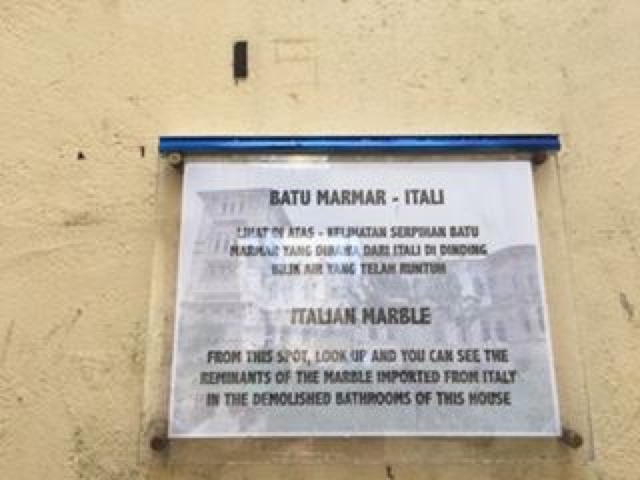 BATU MARMAR - ITALI
LIHAT DI ATAS - KELIHATAN SERPIHAN BATU
MARMAR YANG DIBAWA DARI ITALI DI DINDING
BILIK AIR YANG TELAH RUNTUH
ITALIAN MARBLE
FROM THIS SPOT, LOOK UP AND YOU CAN SEE THE
REMINANTS OF THE MARBLE IMPORTED FROM ITALY
IN THE DEMOLISHED BATHROOMS OF THIS HOUSE